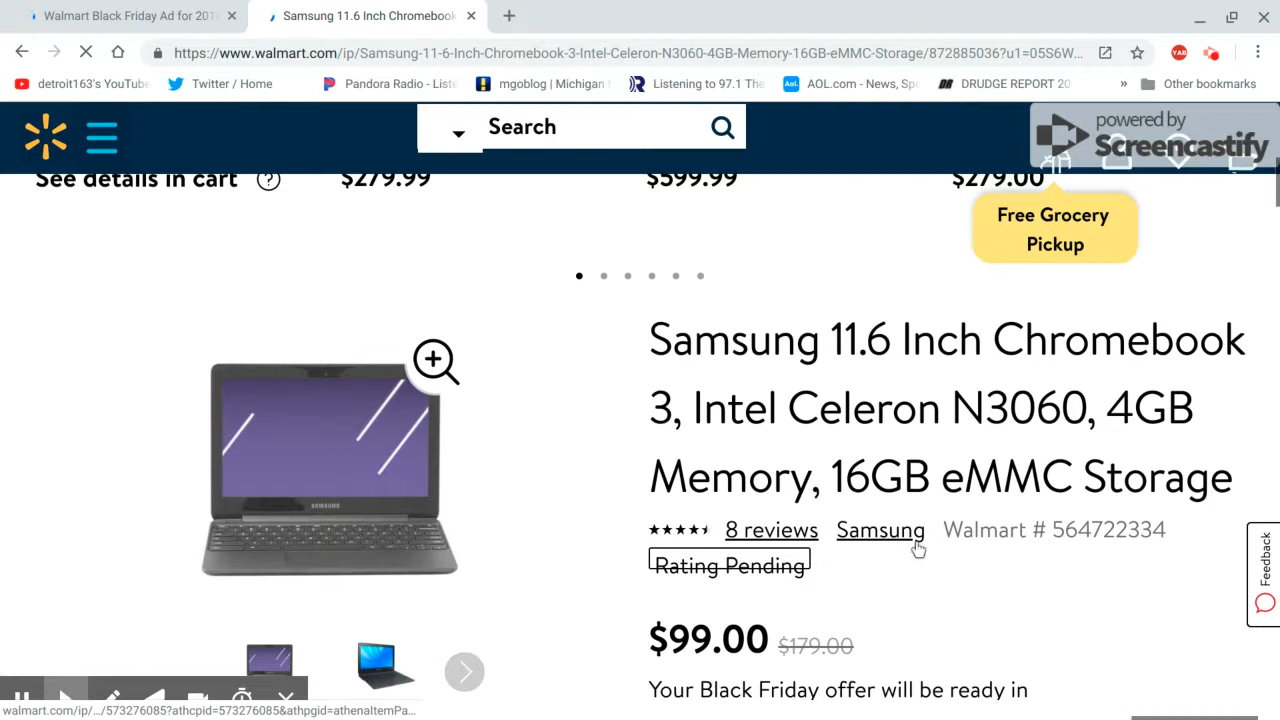 Walmart Black Friday Ad for 201
Samsung 11.6 Inch Chromebook
https://www.walmart.com/ip/Samsung-11-6-Inch-Chromebook-3-Intel-Celeron-N3060-4GB-Memory-16GB-eMMC-Storage/872885036?u1=05S6W...
YAB
detroit163's YouTube
Twitter / Home
Pandora Radio - Liste
mgoblog | Michigan
Listening to 97.1 The
Aol.
AOL.com - News, Spo
DRUDGE REPORT 20
»
Other bookmarks
Search
powered by
Screencastify
See details in cart ?
$279.99
$599.99
$279.00
Free Grocery
Pickup
Samsung 11.6 Inch Chromebook
3, Intel Celeron N3060, 4GB
Memory, 16GB eMMC Storage
8 reviews Samsung Walmart # 564722334
Rating Pending
$99.00 $179.00
Your Black Friday offer will be ready in
Feedback
SAMSUNG
walmart.com/ip/.../573276085?athcpid=573276085&athpgid=athenaItemPa...